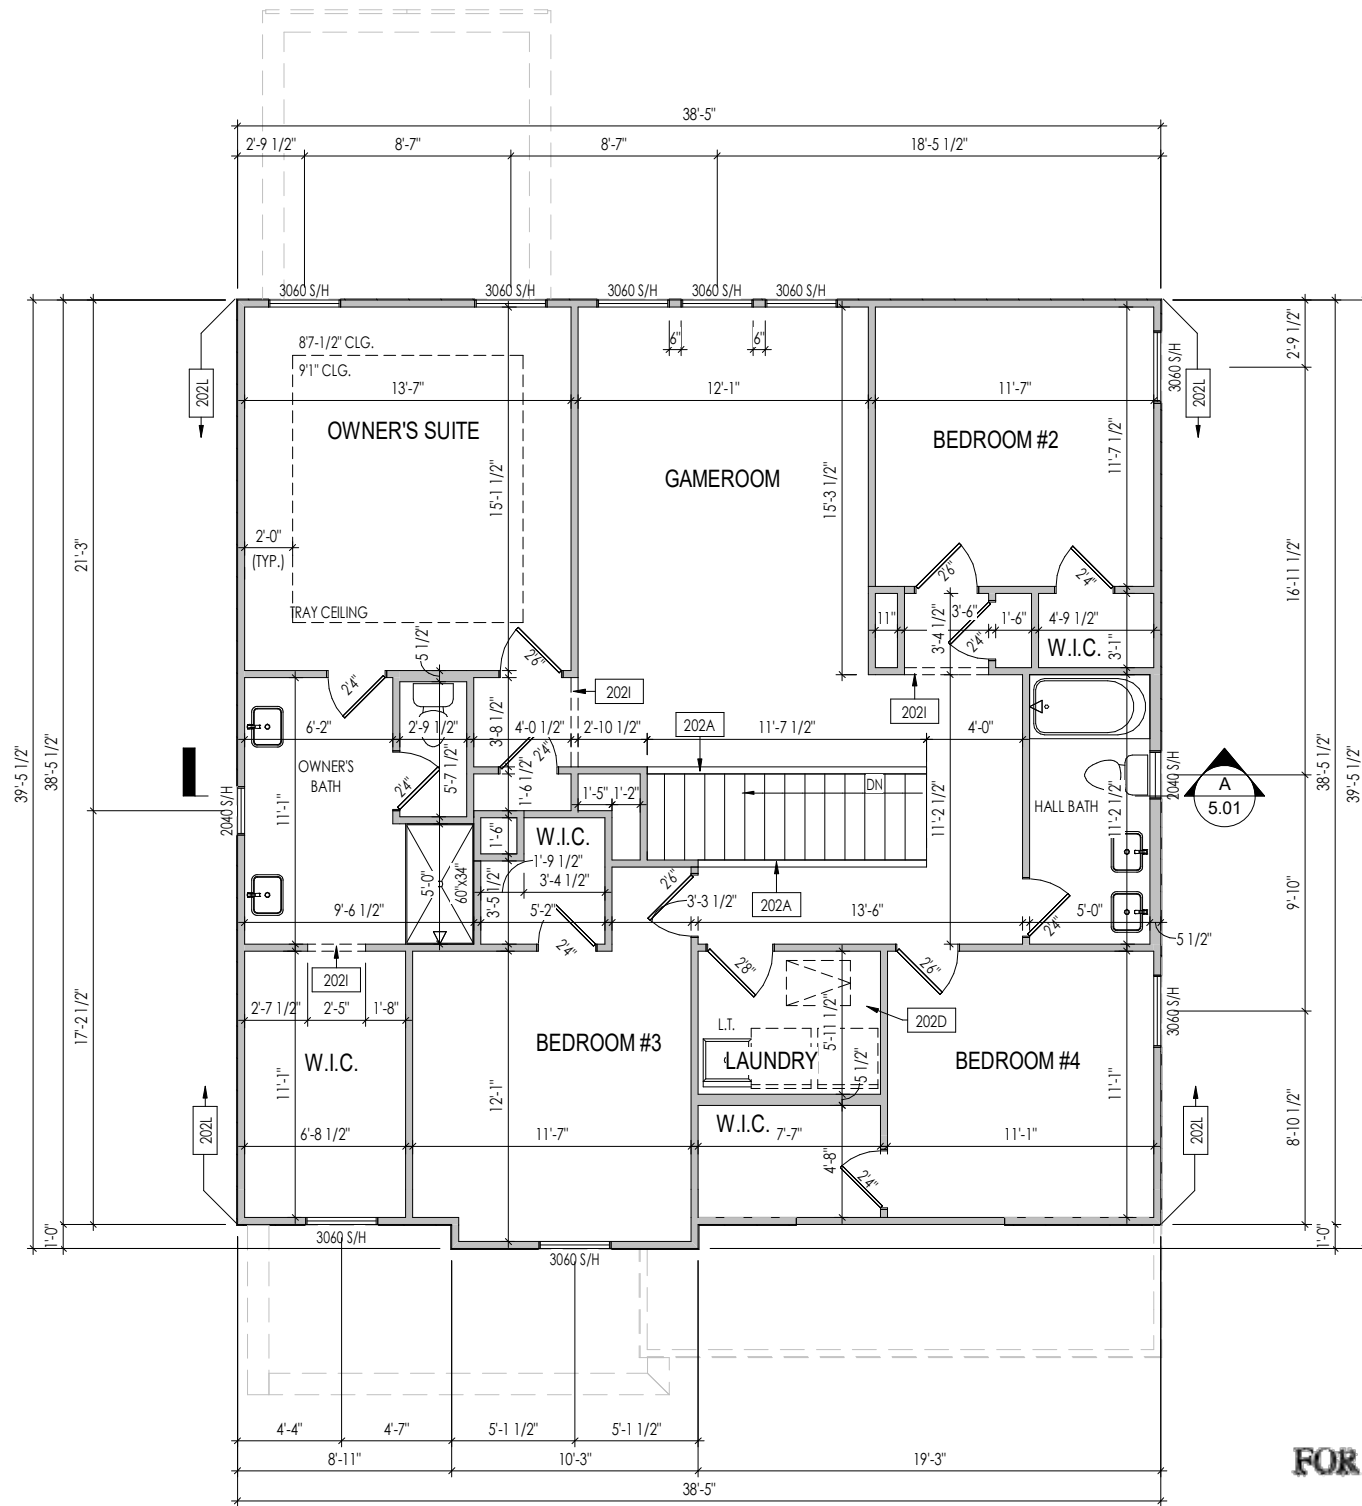 38'-5"
2'-9 1/2"
8'-7"
8'-7"
18'-5 1/2"
3060 S/H
3060 S/H
3060 S/H
3060 S/H
3060 S/H
8'7-1/2" CLG.
9'1" CLG.
6"
6"
2'-9 1/2"
3060 S/H
202L
202L
13'-7"
12'-1"
11'-7"
OWNER'S SUITE
BEDROOM #2
GAMEROOM
15'-1 1/2"
15'-3 1/2"
11'-7 1/2"
2'-0"
(TYP.)
21'-3"
16'-11 1/2"
TRAY CEILING
5 1/2"
2'6"
2'6"
2'4"
11"
3'-4 1/2"
3'-6"
1'-6"
4'-9 1/2"
2'4"
W.I.C.
3'-1"
2'4"
202I
202I
39'-5 1/2"
38'-5 1/2"
38'-5 1/2"
39'-5 1/2"
6'-2"
2'-9 1/2"
3'-8 1/2"
4'-0 1/2"
2'-10 1/2"
202A
11'-7 1/2"
4'-0"
OWNER'S
BATH
2'4"
5'-7 1/2"
2'4"
1'-6 1/2"
DN
2040 S/H
2040 S/H
A
5.01
1'-5"
1'-2"
HALL BATH
11'-1"
11'-2 1/2"
11'-2 1/2"
1'-6"
W.I.C.
1'-9 1/2"
3'-4 1/2"
5'-0"
60"x34"
3'-5 1/2"
2'6"
3'-3 1/2"
202A
9'-6 1/2"
5'-2"
13'-6"
5'-0"
9'-10"
2'4"
2'4"
5 1/2"
202I
2'8"
2'6"
2'-7 1/2"
2'-5"
1'-8"
3060 S/H
17'-2 1/2"
L.T.
5'-11 1/2"
202D
BEDROOM #3
W.I.C.
LAUNDRY
5 1/2"
BEDROOM #4
11'-1"
12'-1"
11'-1"
W.I.C.
202L
202L
6'-8 1/2"
11'-7"
7'-7"
11'-1"
8'-10 1/2"
4'-8"
2'4"
1'-0"
3060 S/H
3060 S/H
1'-0"
4'-4"
4'-7"
5'-1 1/2"
5'-1 1/2"
8'-11"
10'-3"
19'-3"
FOR
38'-5"